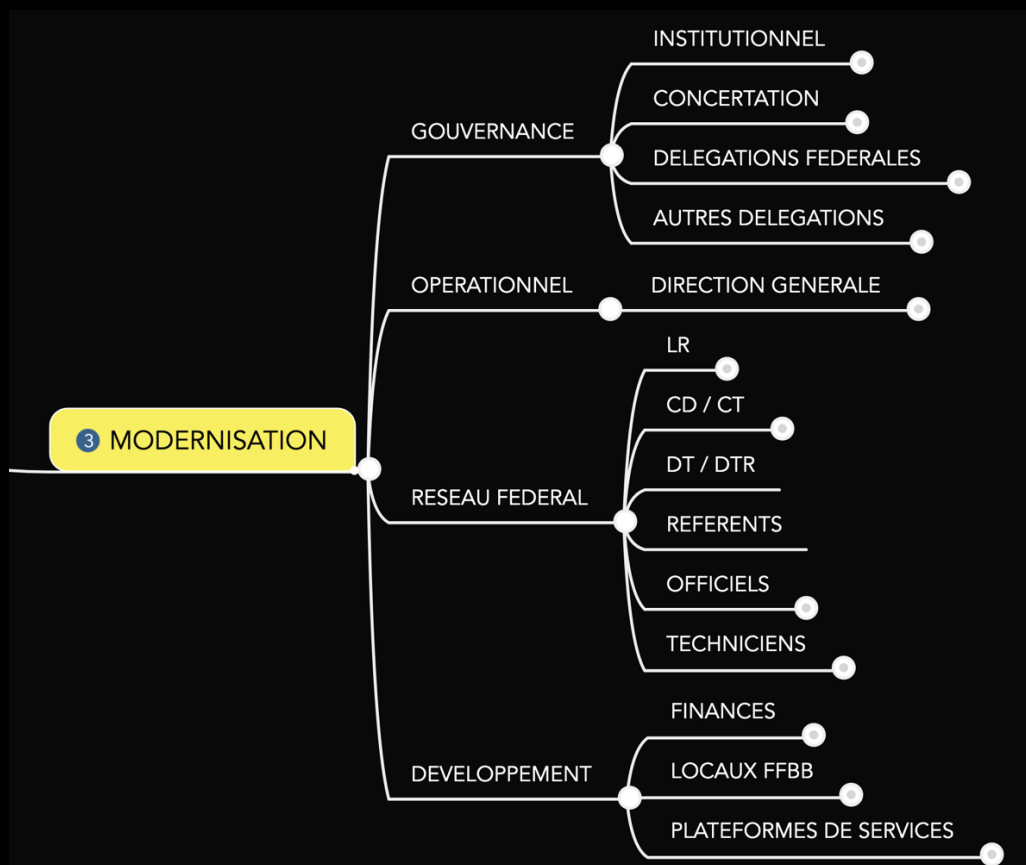 3 MODERNISATION
GOUVERNANCE
INSTITUTIONNEL
CONCERTATION
DELEGATIONS FEDERALES
AUTRES DELEGATIONS
OPERATIONNEL
DIRECTION GENERALE
RESEAU FEDERAL
LR
CD / CT
DT / DTR
REFERENTS
OFFICIELS
TECHNICIENS
DEVELOPPEMENT
FINANCES
LOCAUX FFBB
PLATEFORMES DE SERVICES